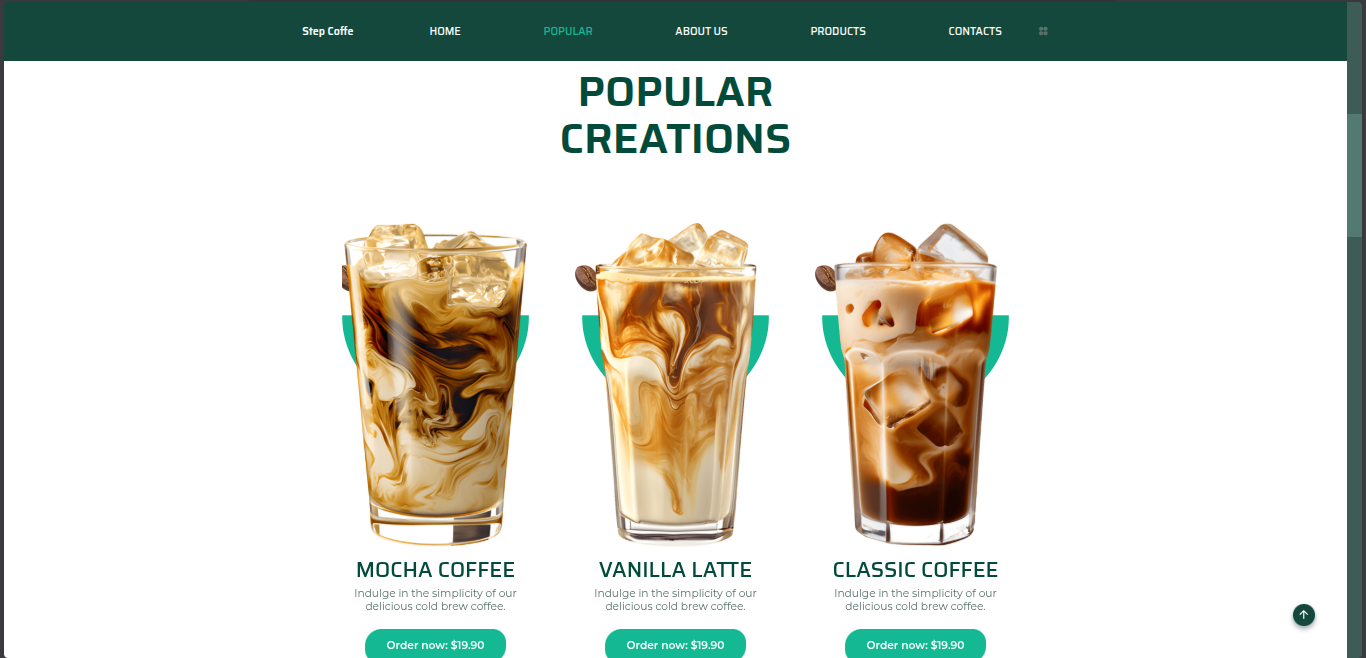 Step Coffe
HOME
POPULAR
ABOUT US
PRODUCTS
CONTACTS
POPULAR
CREATIONS
MOCHA COFFEE
Indulge in the simplicity of our
delicious cold brew coffee.
Order now: $19.90
VANILLA LATTE
Indulge in the simplicity of our
delicious cold brew coffee.
Order now: $19.90
CLASSIC COFFEE
Indulge in the simplicity of our
delicious cold brew coffee.
Order now: $19.90